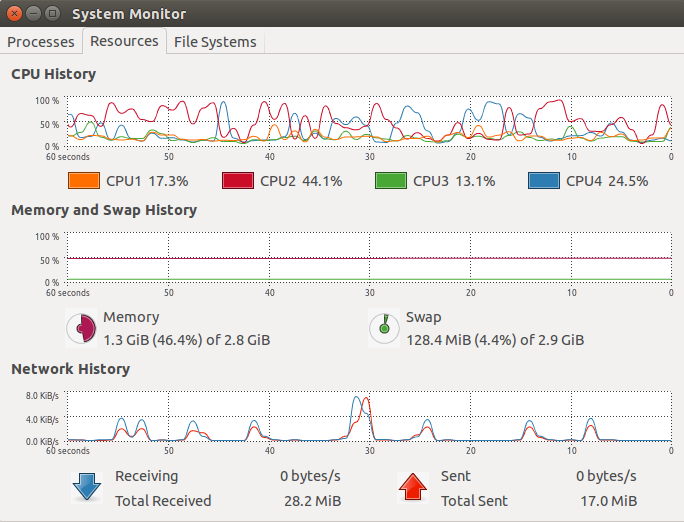 System Monitor
Processes Resources File Systems
CPU History
100 %
50 %
0 %
60 seconds 50 40 30 20 10 0
CPU1 17.3% CPU2 44.1% CPU3 13.1% CPU4 24.5%
Memory and Swap History
100 %
50 %
0 %
60 seconds 50 40 30 20 10 0
Memory Swap
1.3 GiB (46.4%) of 2.8 GiB 128.4 MiB (4.4%) of 2.9 GiB
Network History
8.0 KiB/s
4.0 KiB/s
0.0 KiB/s
60 seconds 50 40 30 20 10 0
Receiving 0 bytes/s Sent 0 bytes/s
Total Received 28.2 MiB Total Sent 17.0 MiB